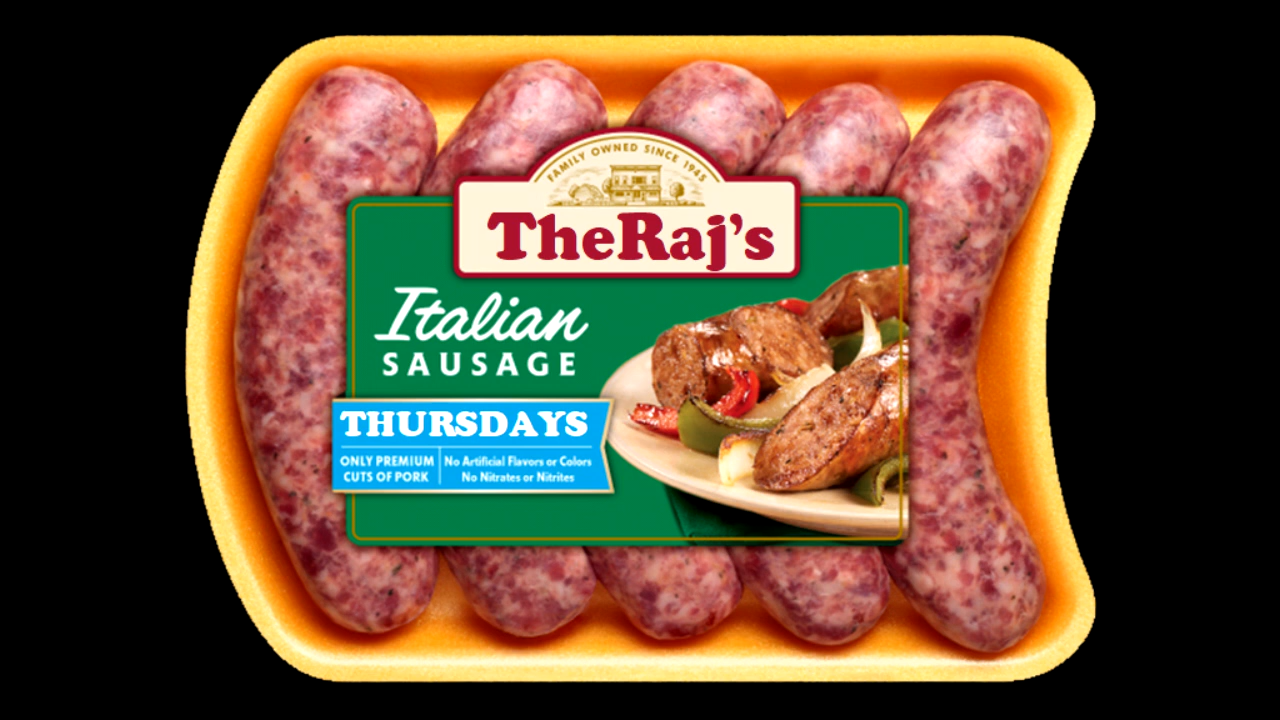 FAMILY OWNED SINCE 1945
TheRaj's
Italian
SAUSAGE
THURSDAYS
ONLY PREMIUM
CUTS OF PORK
No Artificial Flavors or Colors
No Nitrates or Nitrites